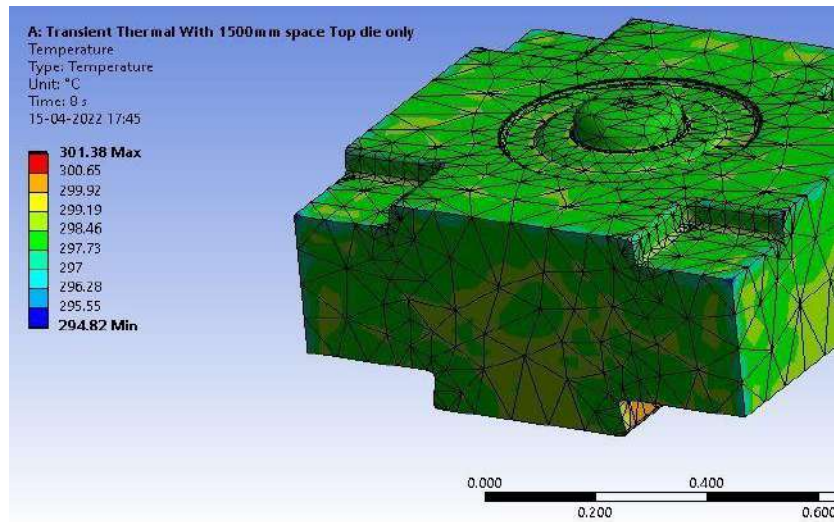 A: Transient Thermal With 1500mm space Top die only
Temperature
Type: Temperature
Unit: °C
Time: 8 s
15-04-2022 17:45
301.38 Max
300.65
299.92
299.19
298.46
297.73
297
296.28
295.55
294.82 Min
0.000
0.400
0.200
0.600